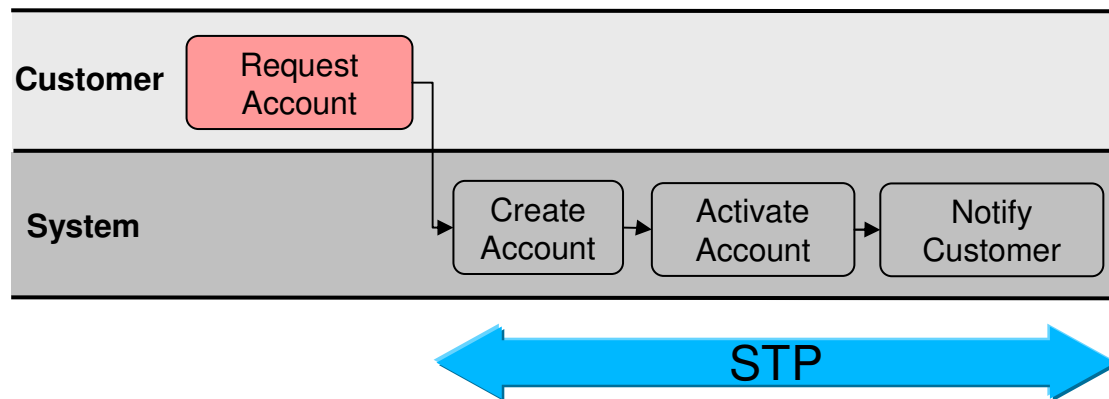 Customer
Request
Account
System
Create
Account
Activate
Account
Notify
Customer
STP